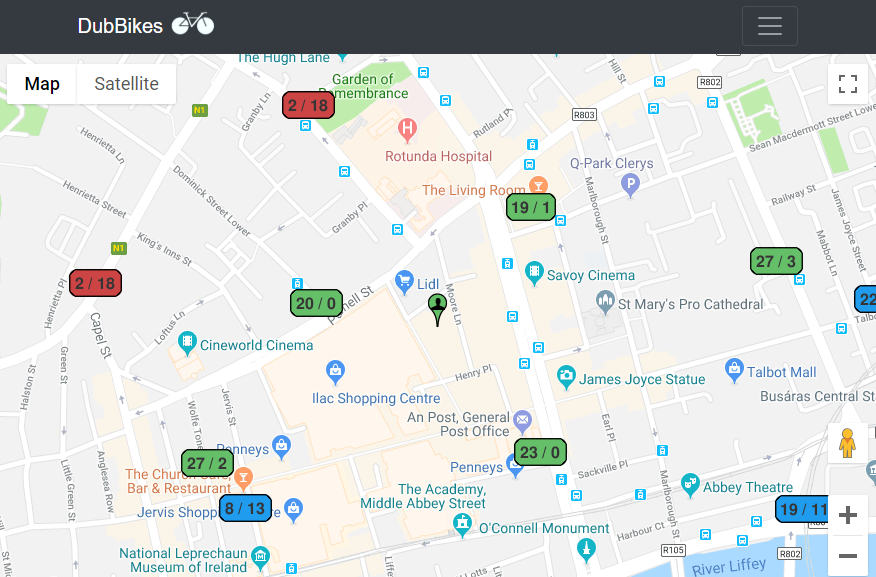 DubBikes
Map
Satellite
The Hugh Lane
Garden of
Remembrance
2 / 18
Hill St
R802
N1
Granby Ln
R803
Rutland Pl
Sean Macdermott Street Lower
Henrietta Ln
Rotunda Hospital
Q-Park Clerys
Dominick Street Lower
The Living Room
Marlborough St
Railway St
Henrietta Street
19 / 1
Granby Pl
James Joyce Street
Mabbot Ln
N1
King's Inns St
27 / 3
Henrietta Pl
2 / 18
Lidl
Moore Ln
Savoy Cinema
20 / 0
Parnell St
St Mary's Pro Cathedral
22
Talbo
Loftus Ln
Capel St
Cineworld Cinema
Halston St
Green St
Ilac Shopping Centre
Henry Pl
James Joyce Statue
Talbot Mall
Busáras Central St
Wolfe Tone
Jervis St
An Post, General
Post Office
Earl Pl
Penneys
23 / 0
27 / 2
Penneys
Sackville Pl
Little Green St
Anglesea Row
The Church Café,
Bar & Restaurant
The Academy,
Middle Abbey Street
Abbey Theatre
8 / 13
Jervis Shopp
e
O'Connell Monument
Marlborough St
19 / 11
Harbour Ct
National Leprechaun
Museum of Ireland
R105
R802
River Liffey